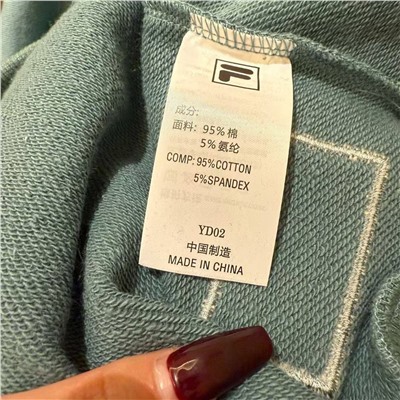 成分:
面料: 95% 棉
5% 氨纶
COMP: 95%COTTON
5%SPANDEX
YD02
中国制造
MADE IN CHINA